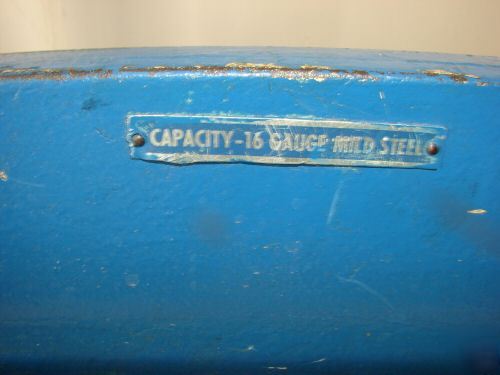 CAPACITY-16 GAUGE MILD STEEL